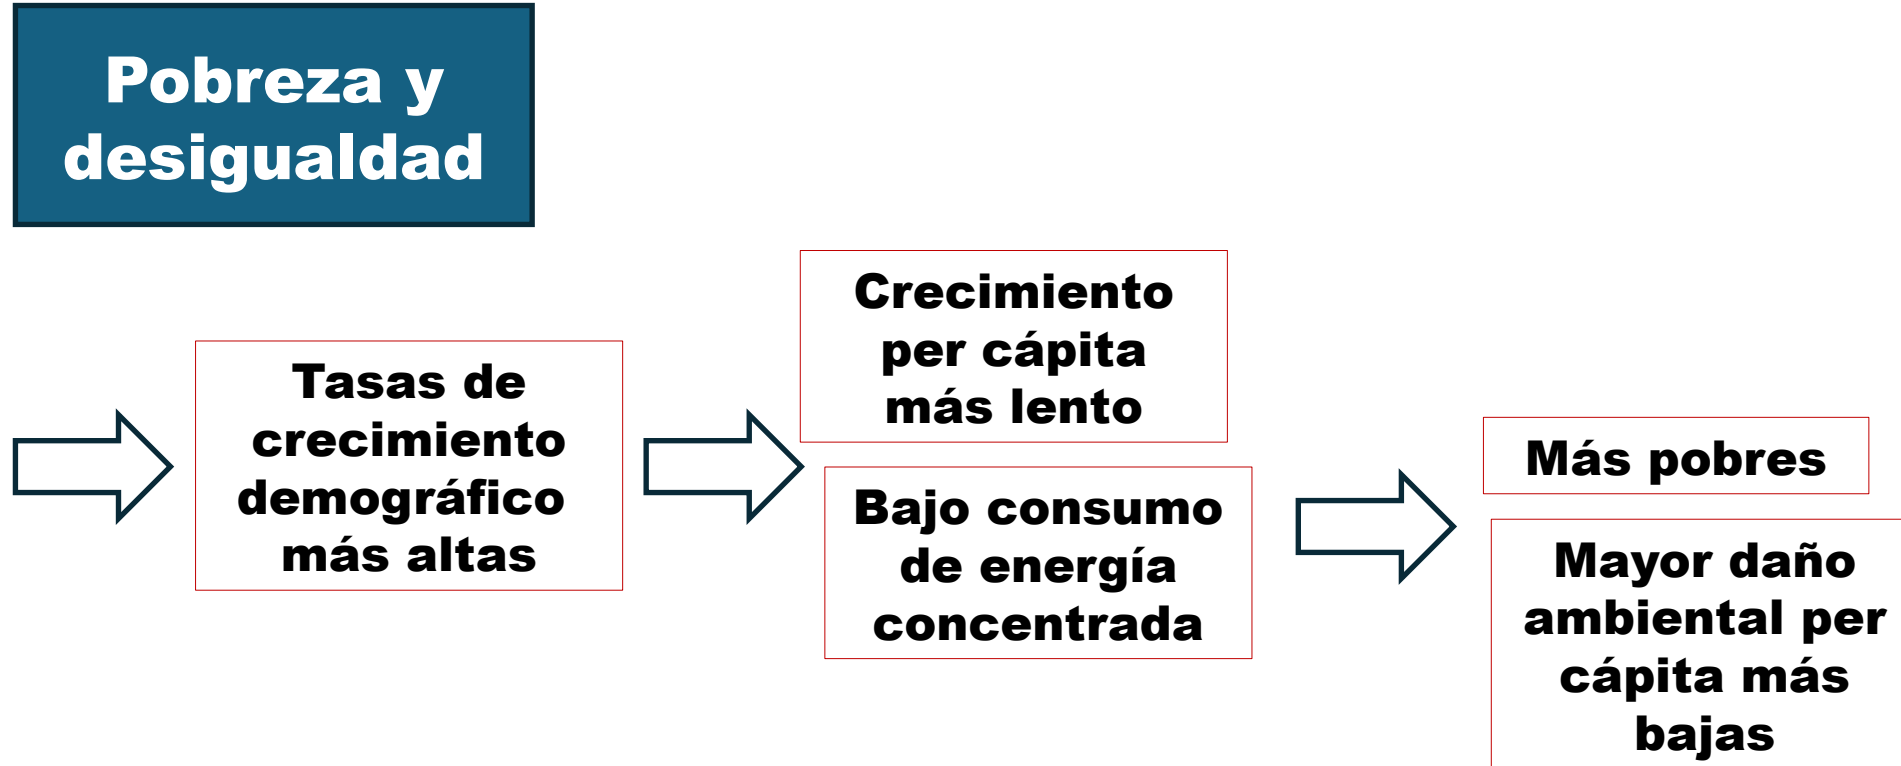 Pobreza y
desigualdad
Tasas de
crecimiento
demográfico
más altas
Crecimiento
per cápita
más lento
Bajo consumo
de energía
concentrada
Más pobres
Mayor daño
ambiental per
cápita más
bajas